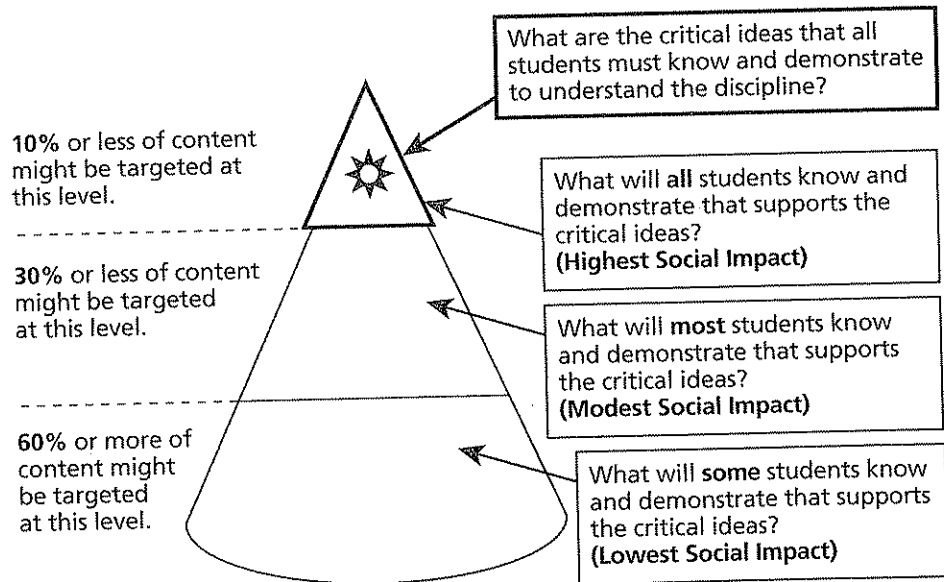 What are the critical ideas that all
students must know and demonstrate
to understand the discipline?
10% or less of content
might be targeted at
this level.
What will all students know and
demonstrate that supports the
critical ideas?
(Highest Social Impact)
30% or less of content
might be targeted
at this level.
What will most students know
and demonstrate that supports
the critical ideas?
(Modest Social Impact)
60% or more of
content might
be targeted
at this level.
What will some students know
and demonstrate that supports
the critical ideas?
(Lowest Social Impact)